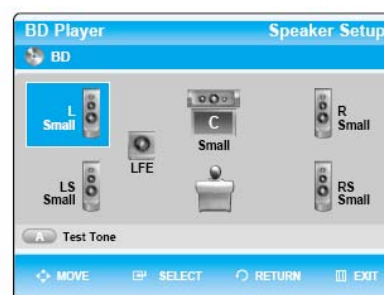 BD Player Speaker Setup
BD
L
Small
C
Small
R
Small
LFE
LS
Small
RS
Small
A Test Tone
MOVE SELECT RETURN EXIT